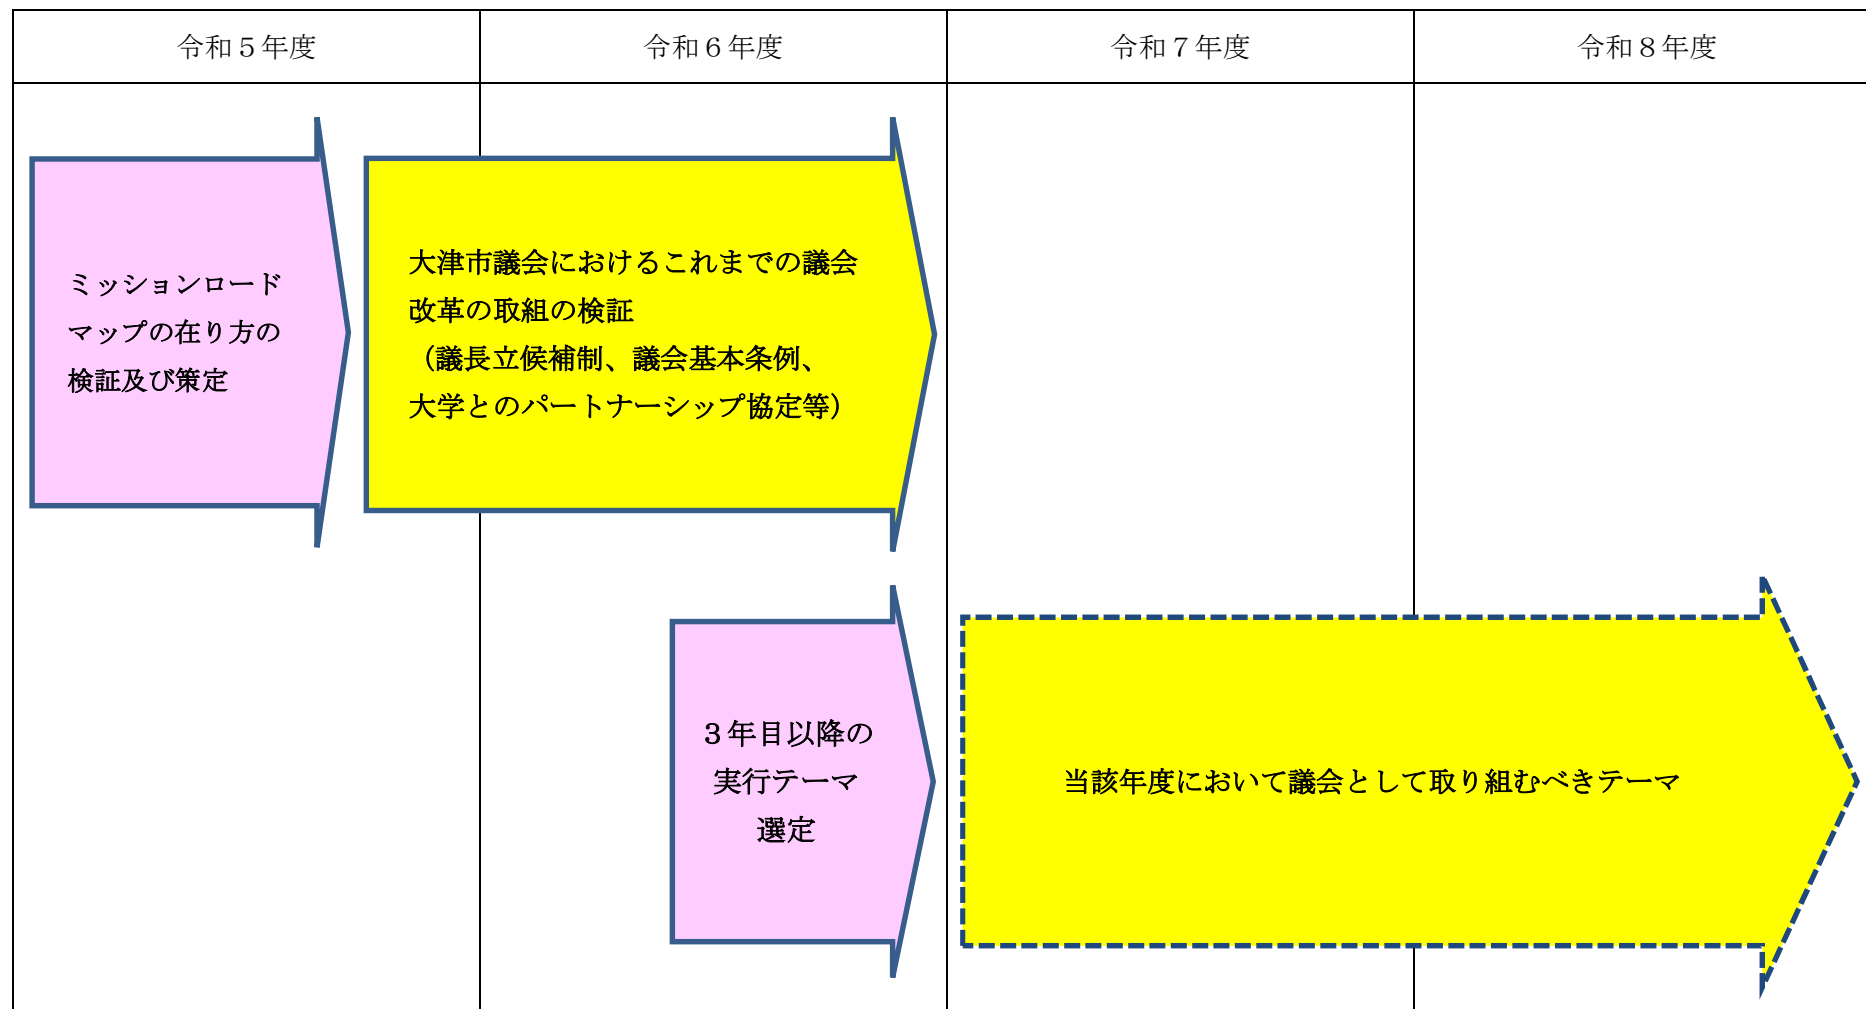 令和５年度
令和６年度
令和７年度
令和８年度
ミッションロード
マップの在り方の
検証及び策定
大津市議会におけるこれまでの議会
改革の取組の検証
（議長立候補制、議会基本条例、
大学とのパートナーシップ協定等）
３年目以降の
実行テーマ
選定
当該年度において議会として取り組むべきテーマ